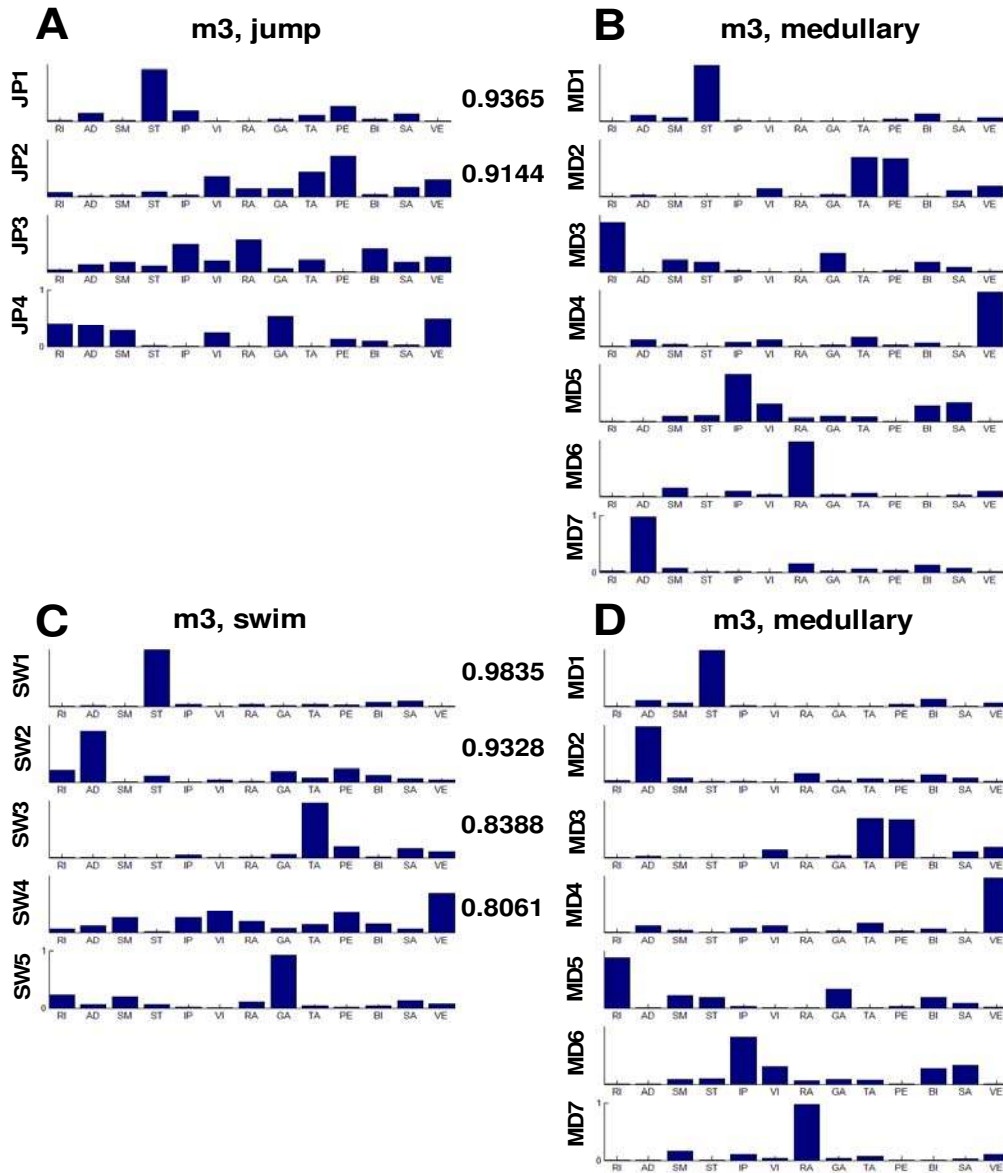 A
m3, jump
JP1
RI AD SM ST IP VI RA GA TA PE BI SA VE
0.9365
JP2
RI AD SM ST IP VI RA GA TA PE BI SA VE
0.9144
JP3
RI AD SM ST IP VI RA GA TA PE BI SA VE
1
JP4
0
RI AD SM ST IP VI RA GA TA PE BI SA VE
B
m3, medullary
MD1
RI AD SM ST IP VI RA GA TA PE BI SA VE
MD2
RI AD SM ST IP VI RA GA TA PE BI SA VE
MD3
RI AD SM ST IP VI RA GA TA PE BI SA VE
MD4
RI AD SM ST IP VI RA GA TA PE BI SA VE
MD5
RI AD SM ST IP VI RA GA TA PE BI SA VE
MD6
RI AD SM ST IP VI RA GA TA PE BI SA VE
1
MD7
0
RI AD SM ST IP VI RA GA TA PE BI SA VE
C
m3, swim
SW1
RI AD SM ST IP VI RA GA TA PE BI SA VE
0.9835
SW2
RI AD SM ST IP VI RA GA TA PE BI SA VE
0.9328
SW3
RI AD SM ST IP VI RA GA TA PE BI SA VE
0.8388
SW4
RI AD SM ST IP VI RA GA TA PE BI SA VE
0.8061
1
SW5
0
RI AD SM ST IP VI RA GA TA PE BI SA VE
D
m3, medullary
MD1
RI AD SM ST IP VI RA GA TA PE BI SA VE
MD2
RI AD SM ST IP VI RA GA TA PE BI SA VE
MD3
RI AD SM ST IP VI RA GA TA PE BI SA VE
MD4
RI AD SM ST IP VI RA GA TA PE BI SA VE
MD5
RI AD SM ST IP VI RA GA TA PE BI SA VE
MD6
RI AD SM ST IP VI RA GA TA PE BI SA VE
1
MD7
0
RI AD SM ST IP VI RA GA TA PE BI SA VE